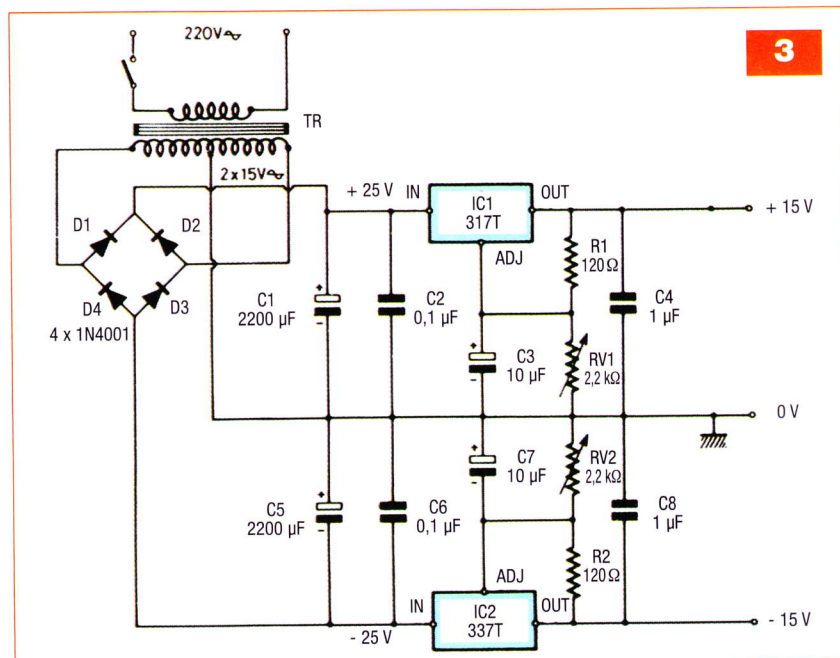 3
220V~
TR
2 x 15V~
+ 25 V
IN
IC1
317T
OUT
+ 15 V
ADJ
D1
D2
D4
D3
4 x 1N4001
R1
120 Ω
C1
2200 µF
+
-
C2
0,1 µF
C3
10 µF
+
-
RV1
2,2 kΩ
C4
1 µF
0 V
C5
2200 µF
+
-
C6
0,1 µF
C7
10 µF
+
-
RV2
2,2 kΩ
C8
1 µF
R2
120 Ω
ADJ
IN
IC2
337T
OUT
- 25 V
- 15 V